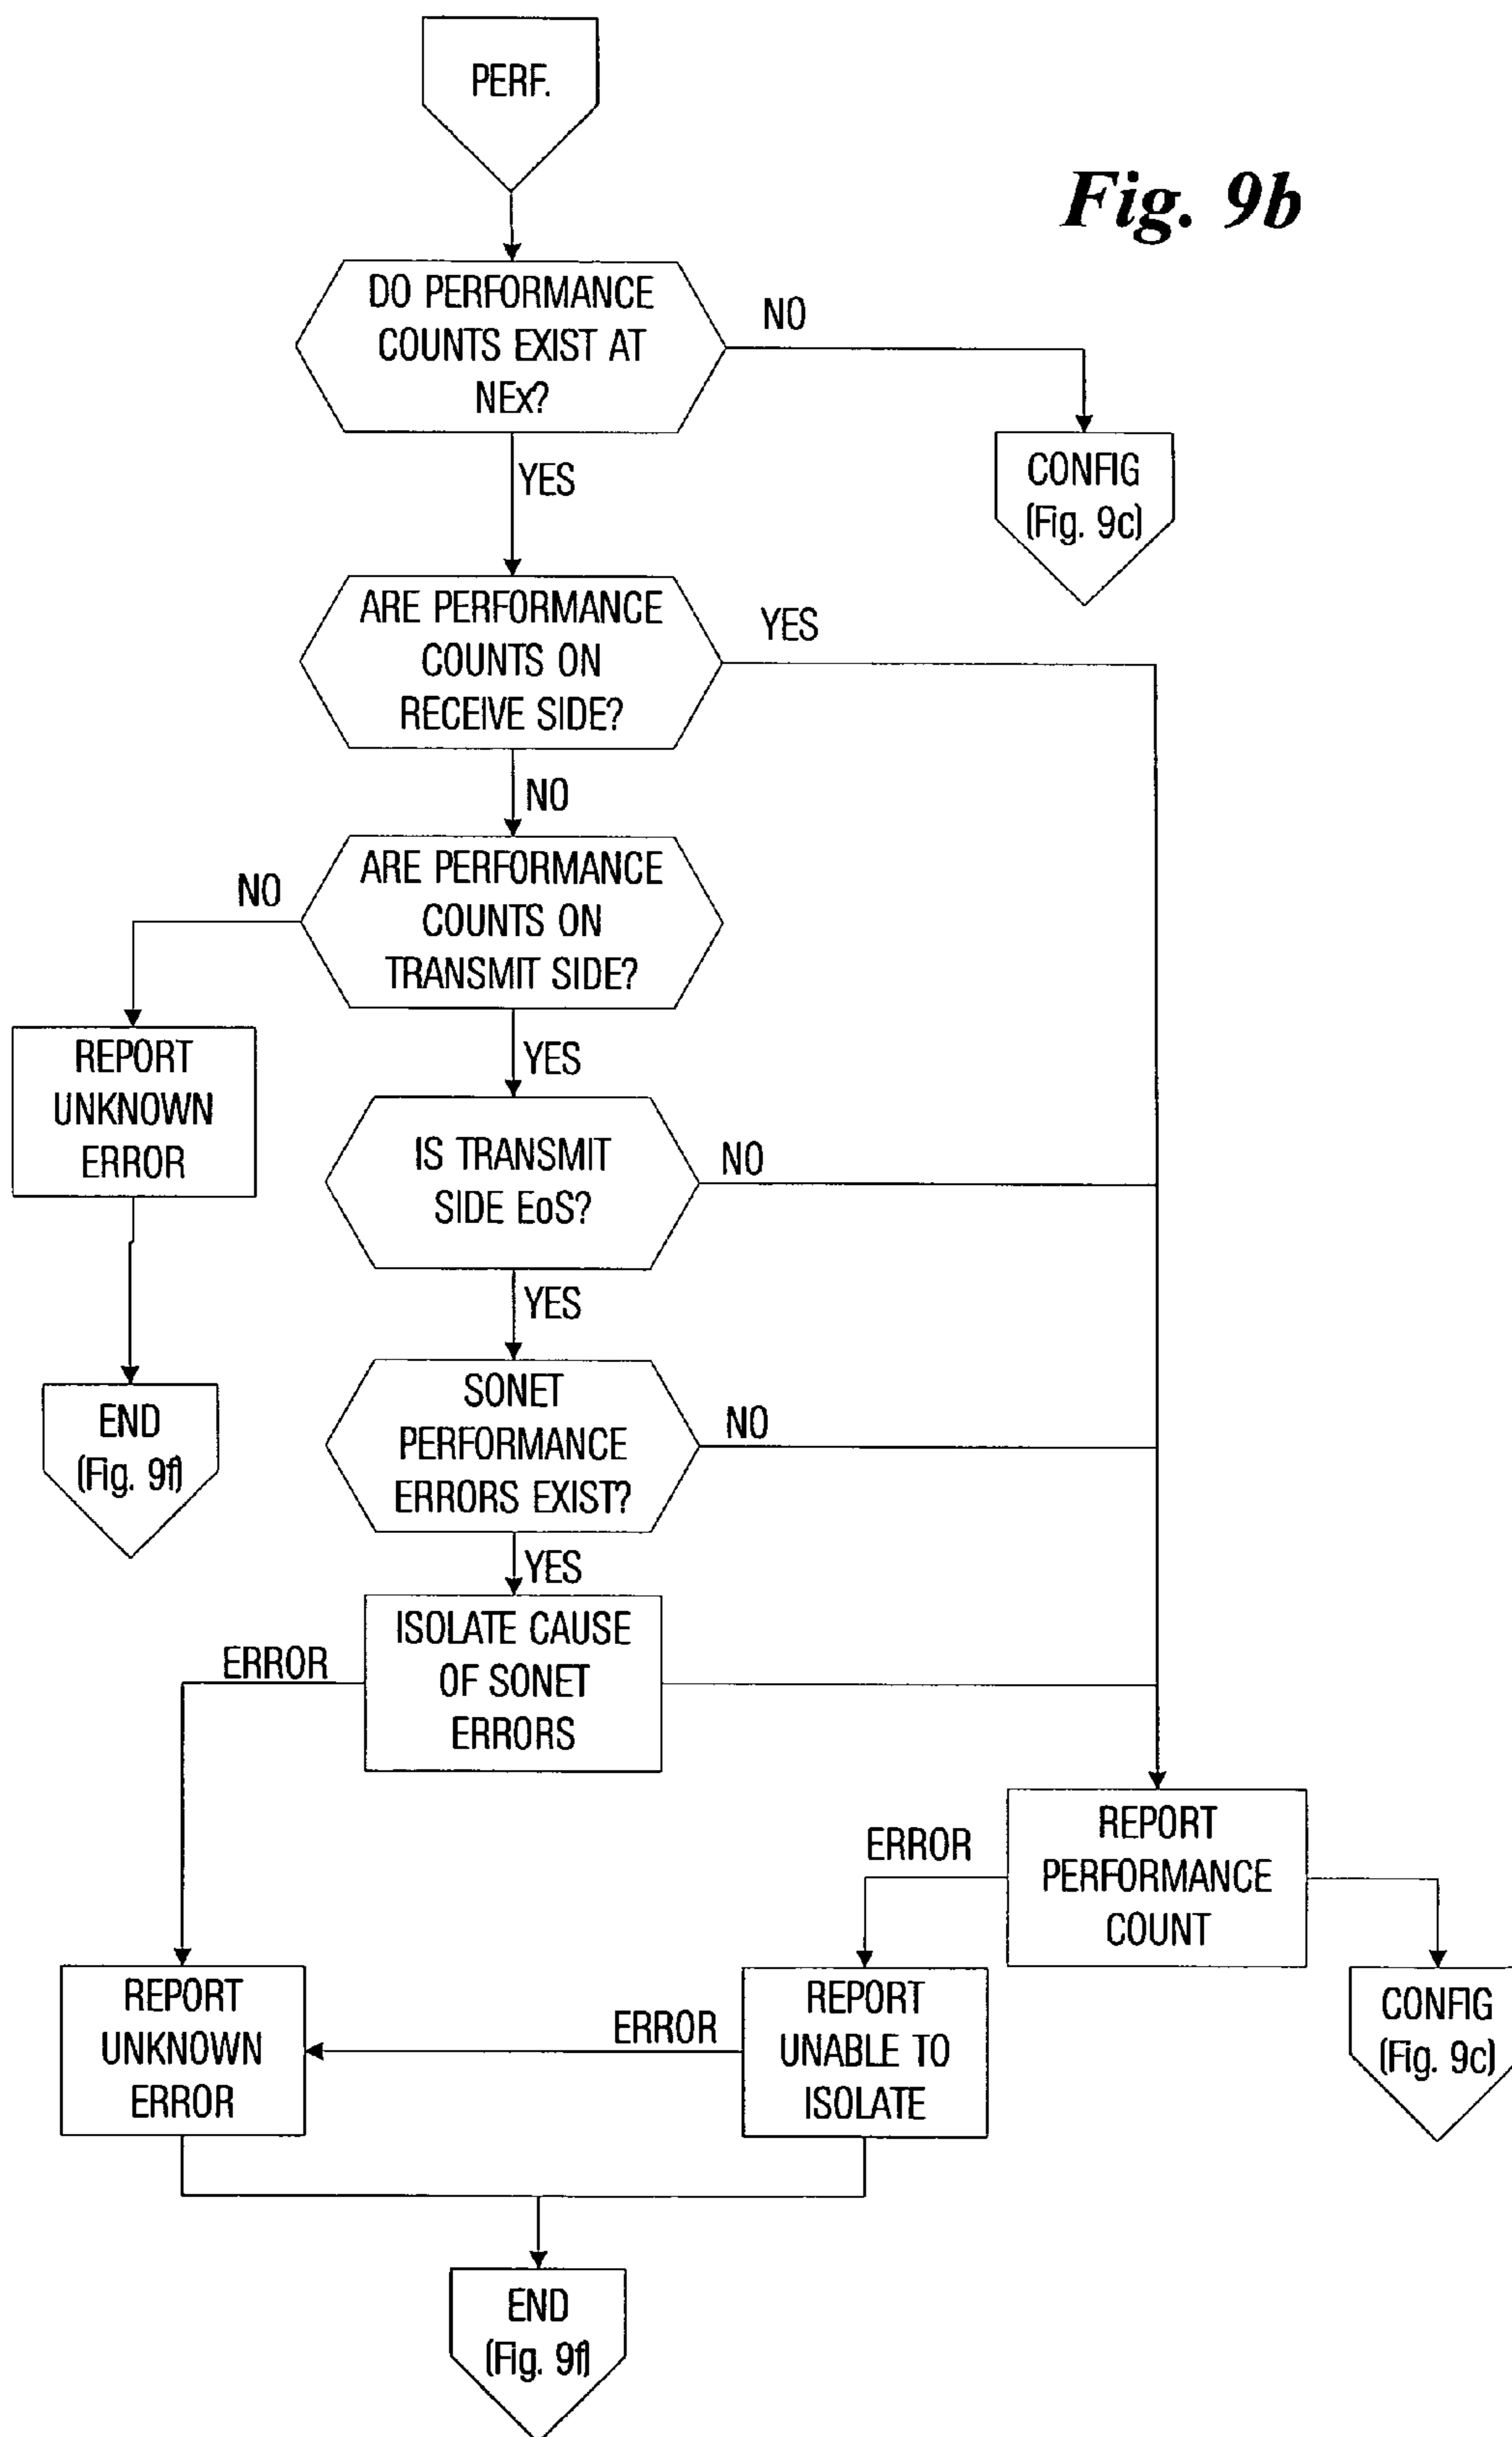 PERF.
Fig. 9b
DO PERFORMANCE
COUNTS EXIST AT
NEx?
NO
CONFIG
(Fig. 9c)
YES
ARE PERFORMANCE
COUNTS ON
RECEIVE SIDE?
YES
NO
ARE PERFORMANCE
COUNTS ON
TRANSMIT SIDE?
NO
REPORT
UNKNOWN
ERROR
YES
IS TRANSMIT
SIDE EoS?
NO
YES
END
(Fig. 9f)
SONET
PERFORMANCE
ERRORS EXIST?
NO
YES
ISOLATE CAUSE
OF SONET
ERRORS
ERROR
REPORT
PERFORMANCE
COUNT
ERROR
CONFIG
(Fig. 9c)
REPORT
UNABLE TO
ISOLATE
ERROR
REPORT
UNKNOWN
ERROR
END
(Fig. 9f)